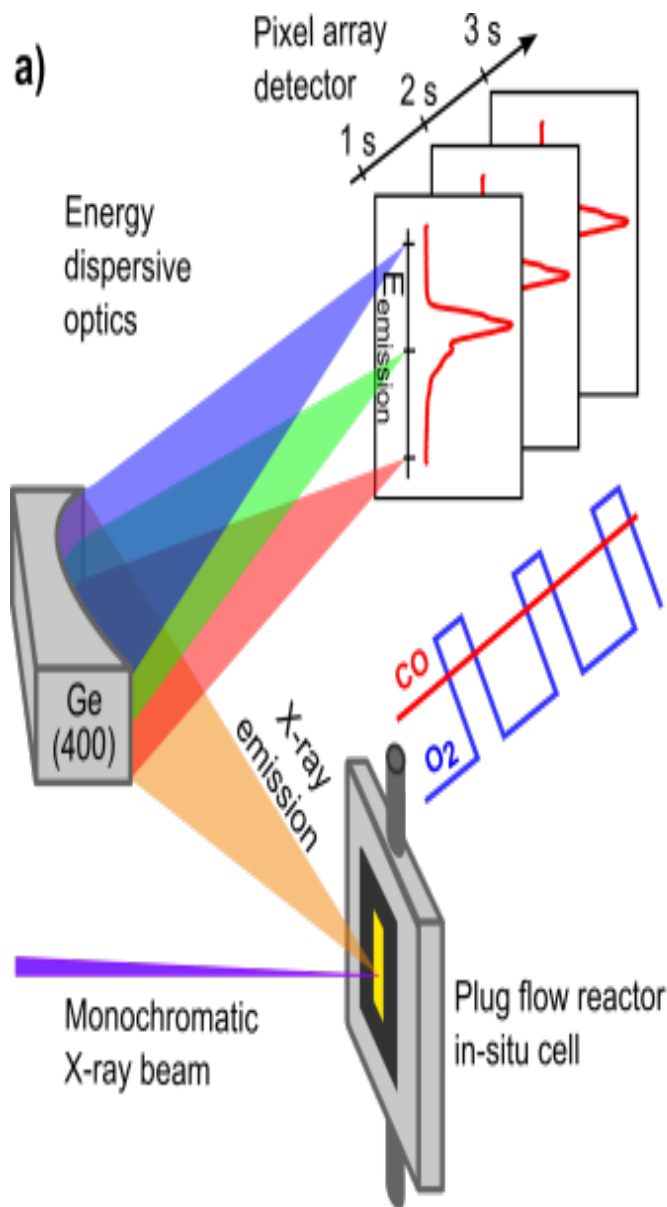 a)
Pixel array
detector
1 s
2 s
3 s
Energy
dispersive
optics
Eemission
Ge
(400)
X-ray
emission
CO
O2
Monochromatic
X-ray beam
Plug flow reactor
in-situ cell